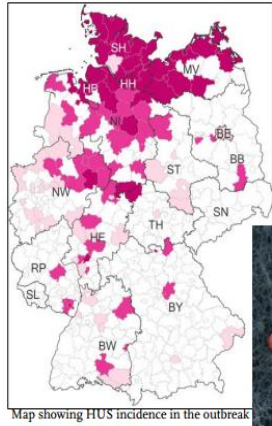 SH
MV
HH
HB
NI
BE
BB
ST
NW
SN
TH
HE
RP
SL
BY
BW
Map showing HUS incidence in the outbreak